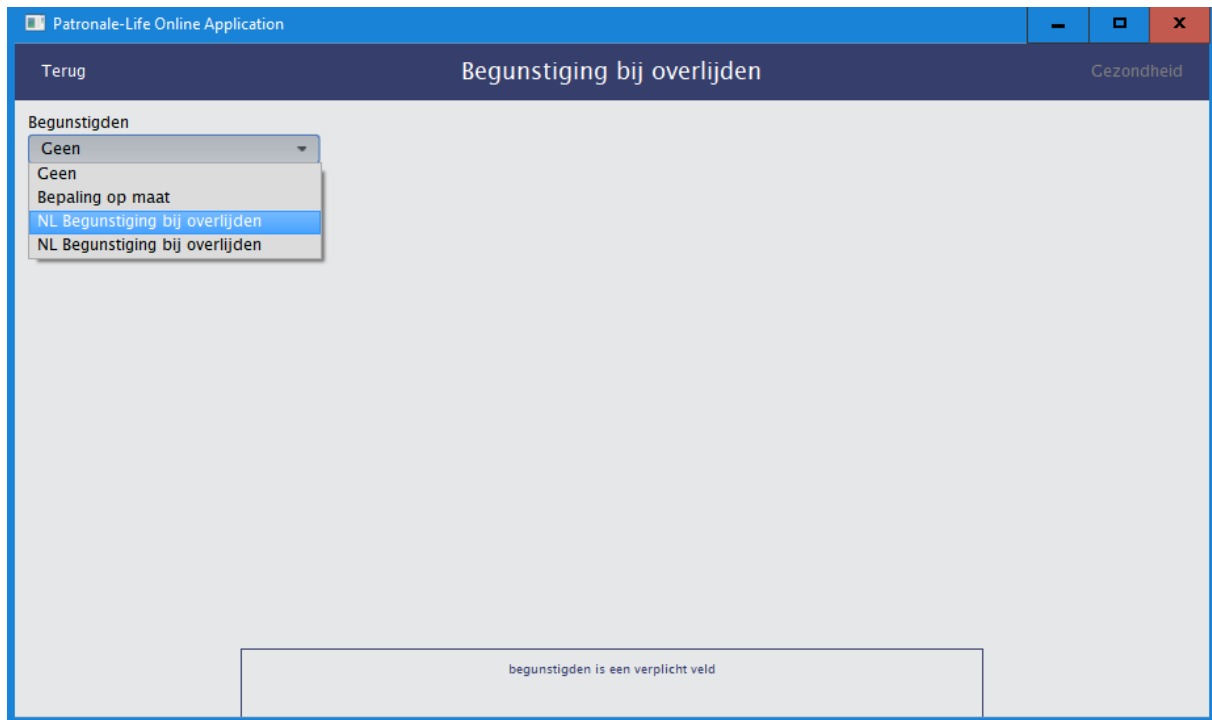 Patronale-Life Online Application
Terug
Begunstiging bij overlijden
Gezondheid
Begunstigden
Geen
Geen
Bepaling op maat
NL Begunstiging bij overlijden
NL Begunstiging bij overlijden
begunstigden is een verplicht veld